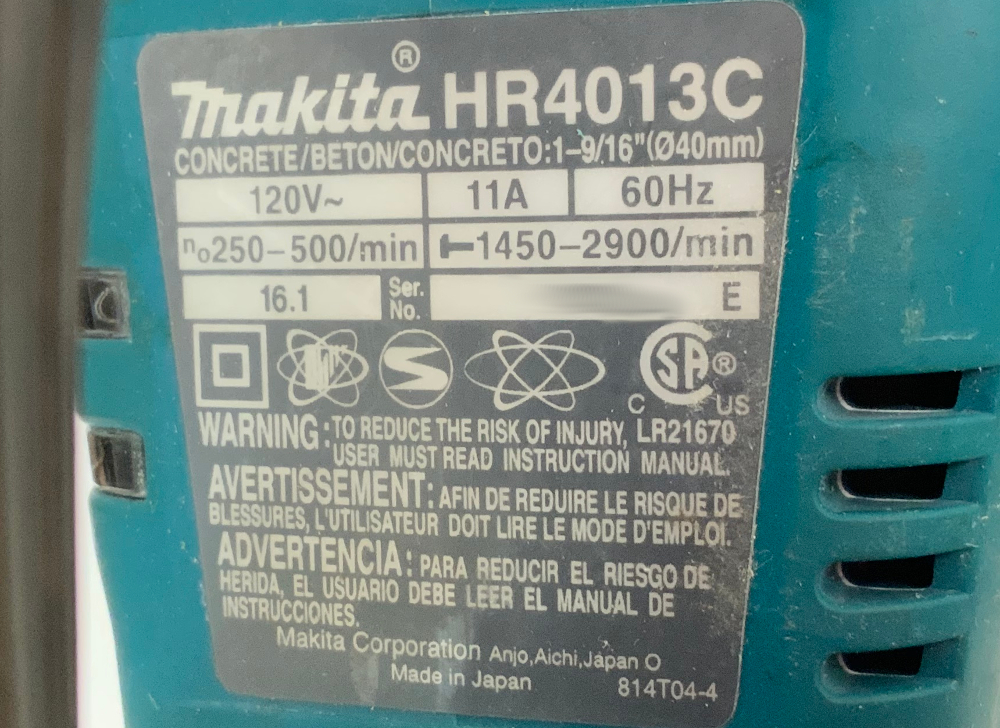 makita® HR4013C
CONCRETE/BETON/CONCRETO:1-9/16"(Ø40mm)
120V~ 11A 60Hz
no250-500/min 1450-2900/min
16.1 Ser. No. E
CSA®
C US
WARNING: TO REDUCE THE RISK OF INJURY, LR21670
USER MUST READ INSTRUCTION MANUAL.
AVERTISSEMENT: AFIN DE REDUIRE LE RISQUE DE
BLESSURES, L'UTILISATEUR DOIT LIRE LE MODE D'EMPLOI.
ADVERTENCIA: PARA REDUCIR EL RIESGO DE
HERIDA, EL USUARIO DEBE LEER EL MANUAL DE
INSTRUCCIONES.
Makita Corporation Anjo,Aichi,Japan O
Made in Japan 814T04-4